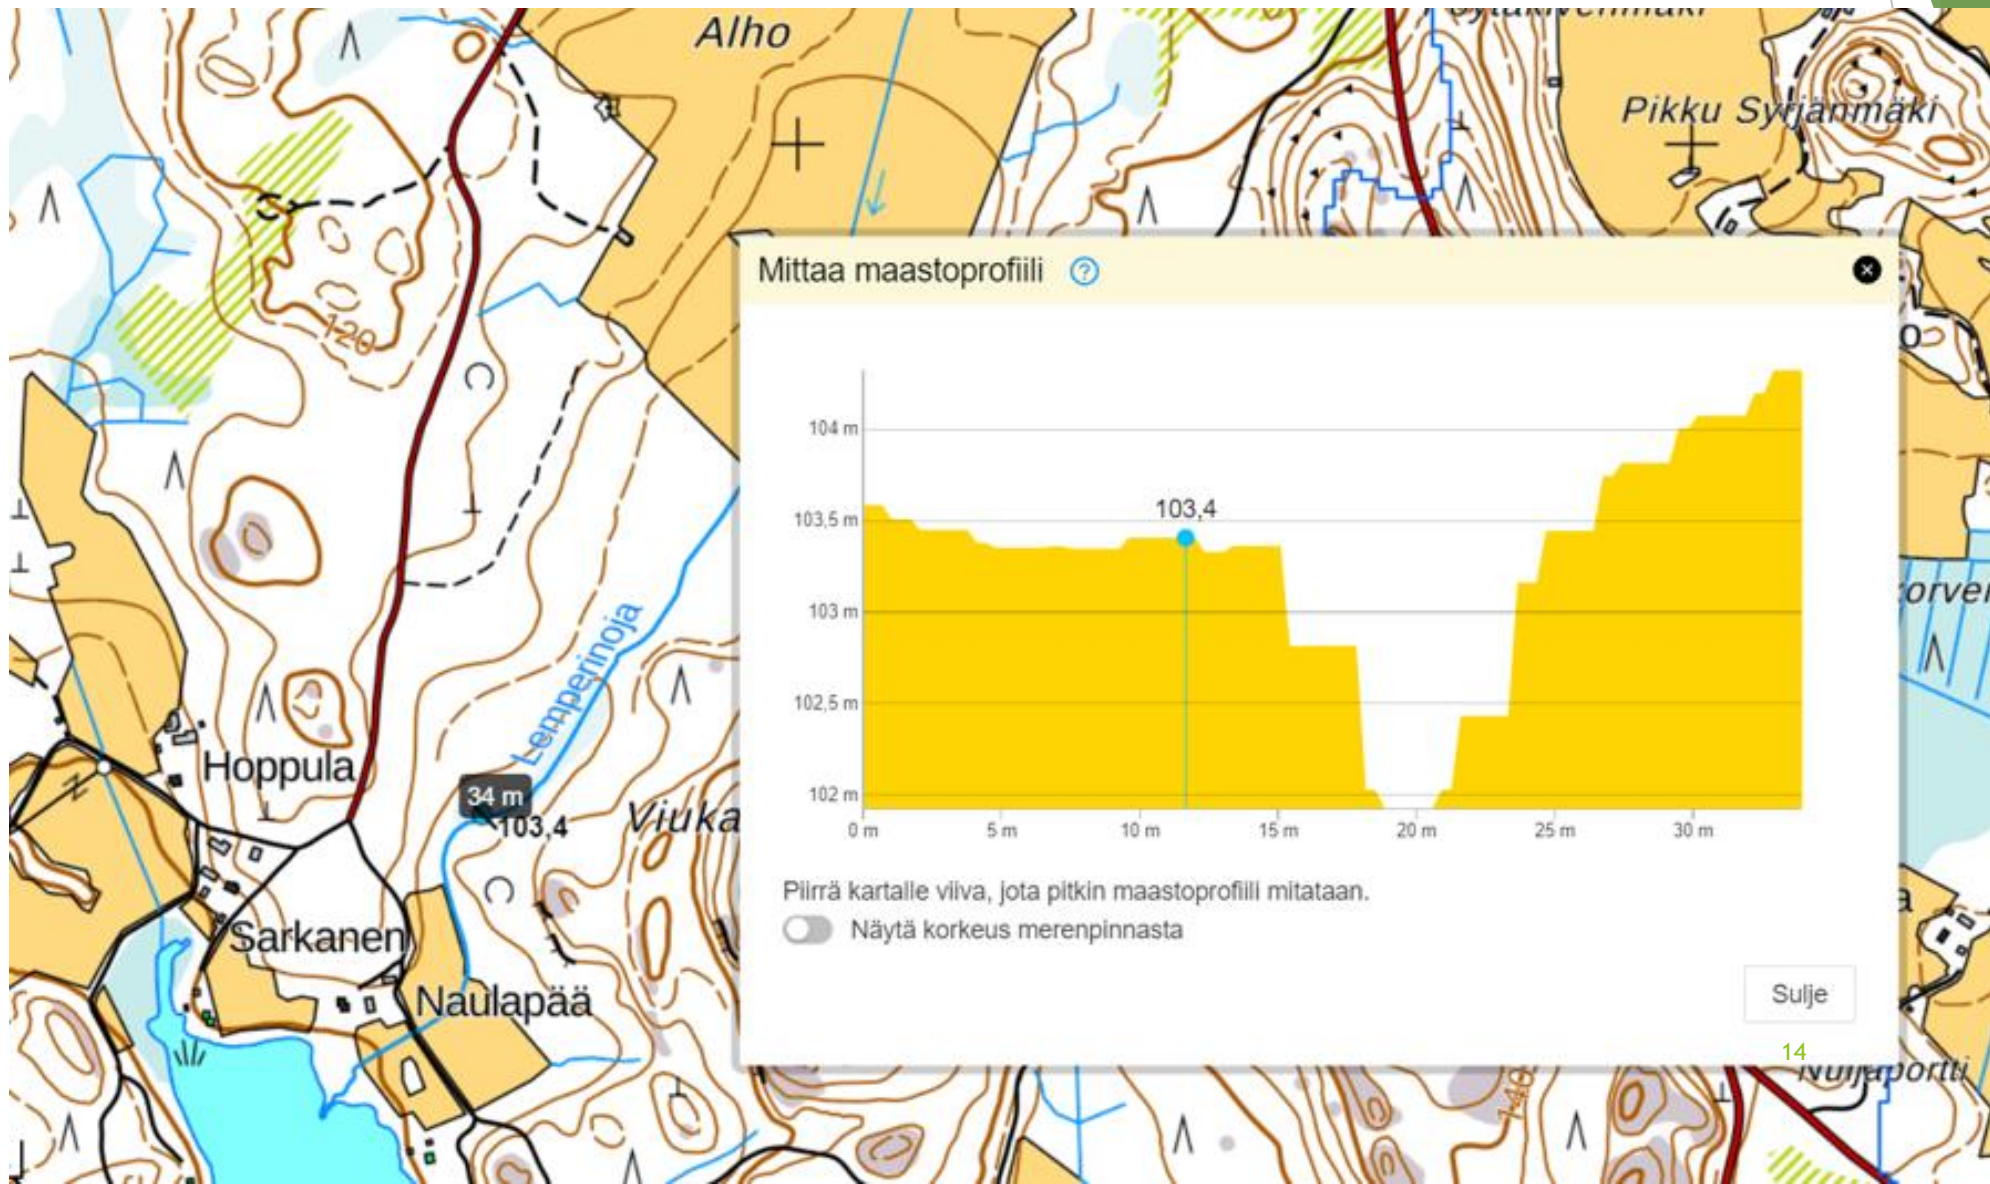 Alho
Pikku Syrjänmäki
Mittaa maastoprofiili ?
120
104 m
103,5 m
103 m
102,5 m
102 m
103,4
0 m 5 m 10 m 15 m 20 m 25 m 30 m
Lemperinoja
Hoppula
34 m
103,4
Viuka
Piirrä kartalle viiva, jota pitkin maastoprofiili mitataan.
Näytä korkeus merenpinnasta
Sarkanen
Naulapää
Sulje
14
140